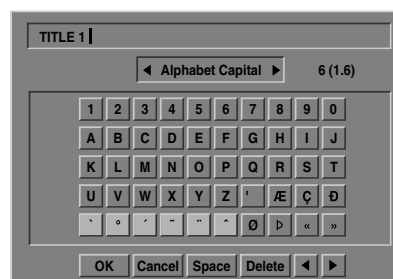 TITLE 1
◀ Alphabet Capital ▶ 6 (1.6)
1 2 3 4 5 6 7 8 9 0
A B C D E F G H I J
K L M N O P Q R S T
U V W X Y Z ' Æ Ç Ð
` ° ´ ~ ¨ ˆ Ø Þ « »
OK Cancel Space Delete ◀ ▶